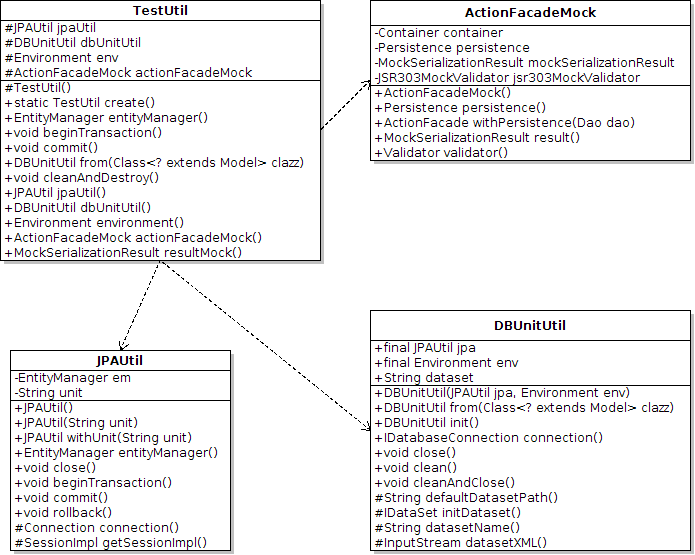 TestUtil
#JPAUtil jpaUtil
#DBUnitUtil dbUnitUtil
#Environment env
#ActionFacadeMock actionFacadeMock
#TestUtil()
+static TestUtil create()
+EntityManager entityManager()
+void beginTransaction()
+void commit()
+DBUnitUtil from(Class<? extends Model> clazz)
+void cleanAndDestroy()
+JPAUtil jpaUtil()
+DBUnitUtil dbUnitUtil()
+Environment environment()
+ActionFacadeMock actionFacadeMock()
+MockSerializationResult resultMock()
ActionFacadeMock
-Container container
-Persistence persistence
-MockSerializationResult mockSerializationResult
-JSR303MockValidator jsr303MockValidator
+ActionFacadeMock()
+Persistence persistence()
+ActionFacade withPersistence(Dao dao)
+MockSerializationResult result()
+Validator validator()
JPAUtil
-EntityManager em
-String unit
+JPAUtil()
+JPAUtil(String unit)
+JPAUtil withUnit(String unit)
+EntityManager entityManager()
+void close()
+void beginTransaction()
+void commit()
+void rollback()
#Connection connection()
#SessionImpl getSessionImpl()
DBUnitUtil
+final JPAUtil jpa
+final Environment env
+String dataset
+DBUnitUtil(JPAUtil jpa, Environment env)
+DBUnitUtil from(Class<? extends Model> clazz)
+DBUnitUtil init()
+IDatabaseConnection connection()
+void close()
+void clean()
+void cleanAndClose()
#String defaultDatasetPath()
#IDataSet initDataset()
#String datasetName()
#InputStream datasetXML()